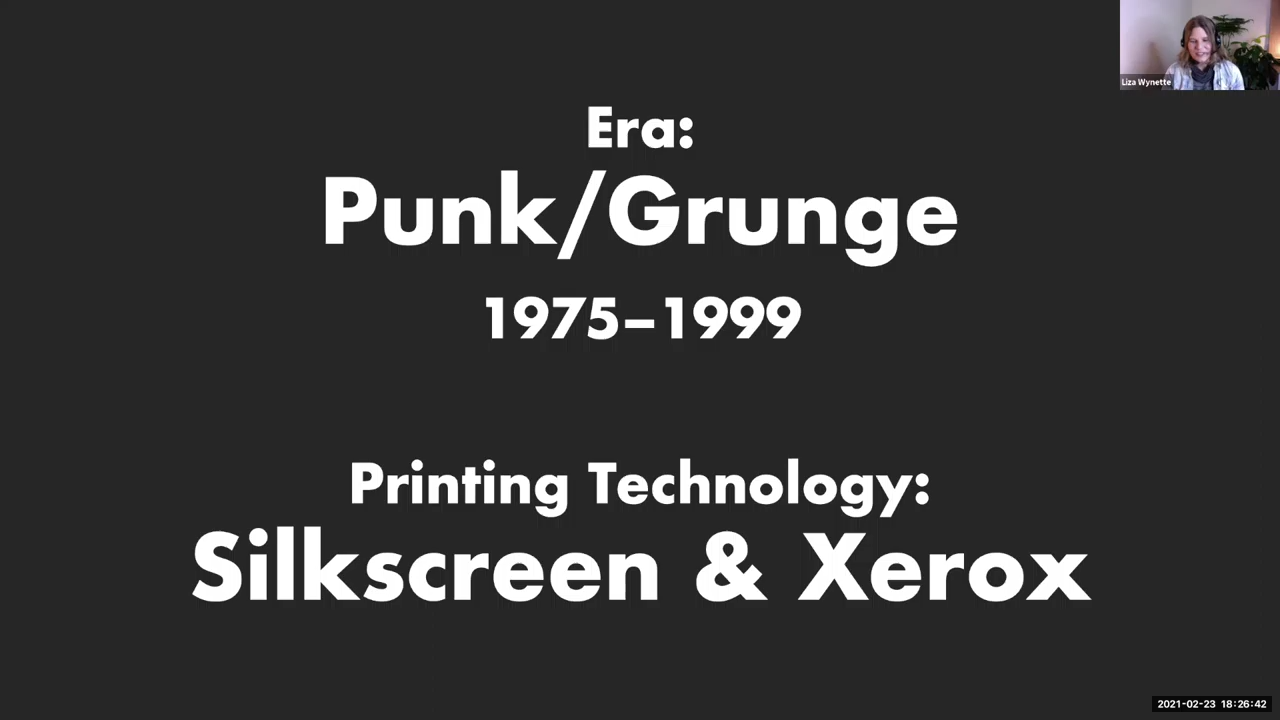 Liza Wynette
Era:
Punk/Grunge
1975–1999
Printing Technology:
Silkscreen & Xerox
2021-02-23 18:26:42